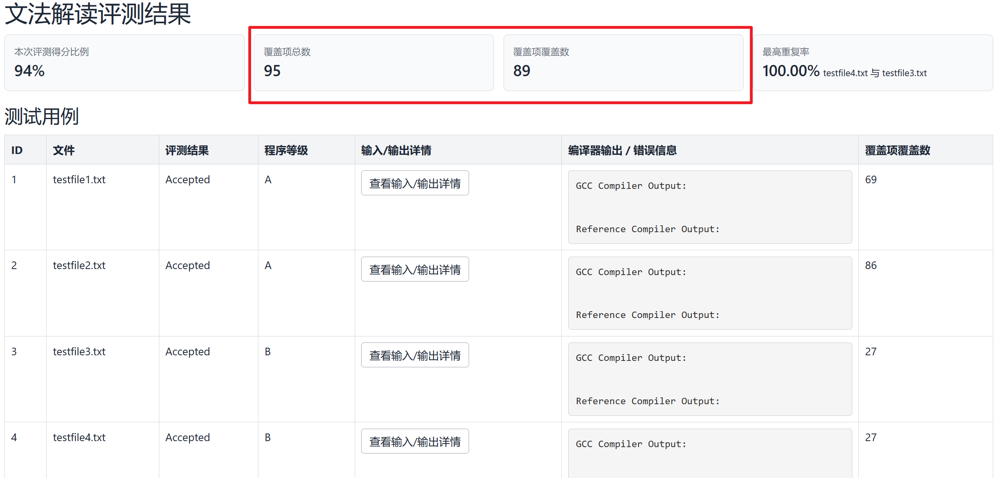 文法解读评测结果
本次评测得分比例
94%
覆盖项总数
95
覆盖项覆盖数
89
最高重复率
100.00% testfile4.txt 与 testfile3.txt
测试用例
ID 文件 评测结果 程序等级 输入/输出详情 编译器输出 / 错误信息 覆盖项覆盖数
1 testfile1.txt Accepted A 查看输入/输出详情 GCC Compiler Output: 69
Reference Compiler Output:
2 testfile2.txt Accepted A 查看输入/输出详情 GCC Compiler Output: 86
Reference Compiler Output:
3 testfile3.txt Accepted B 查看输入/输出详情 GCC Compiler Output: 27
Reference Compiler Output:
4 testfile4.txt Accepted B 查看输入/输出详情 GCC Compiler Output: 27